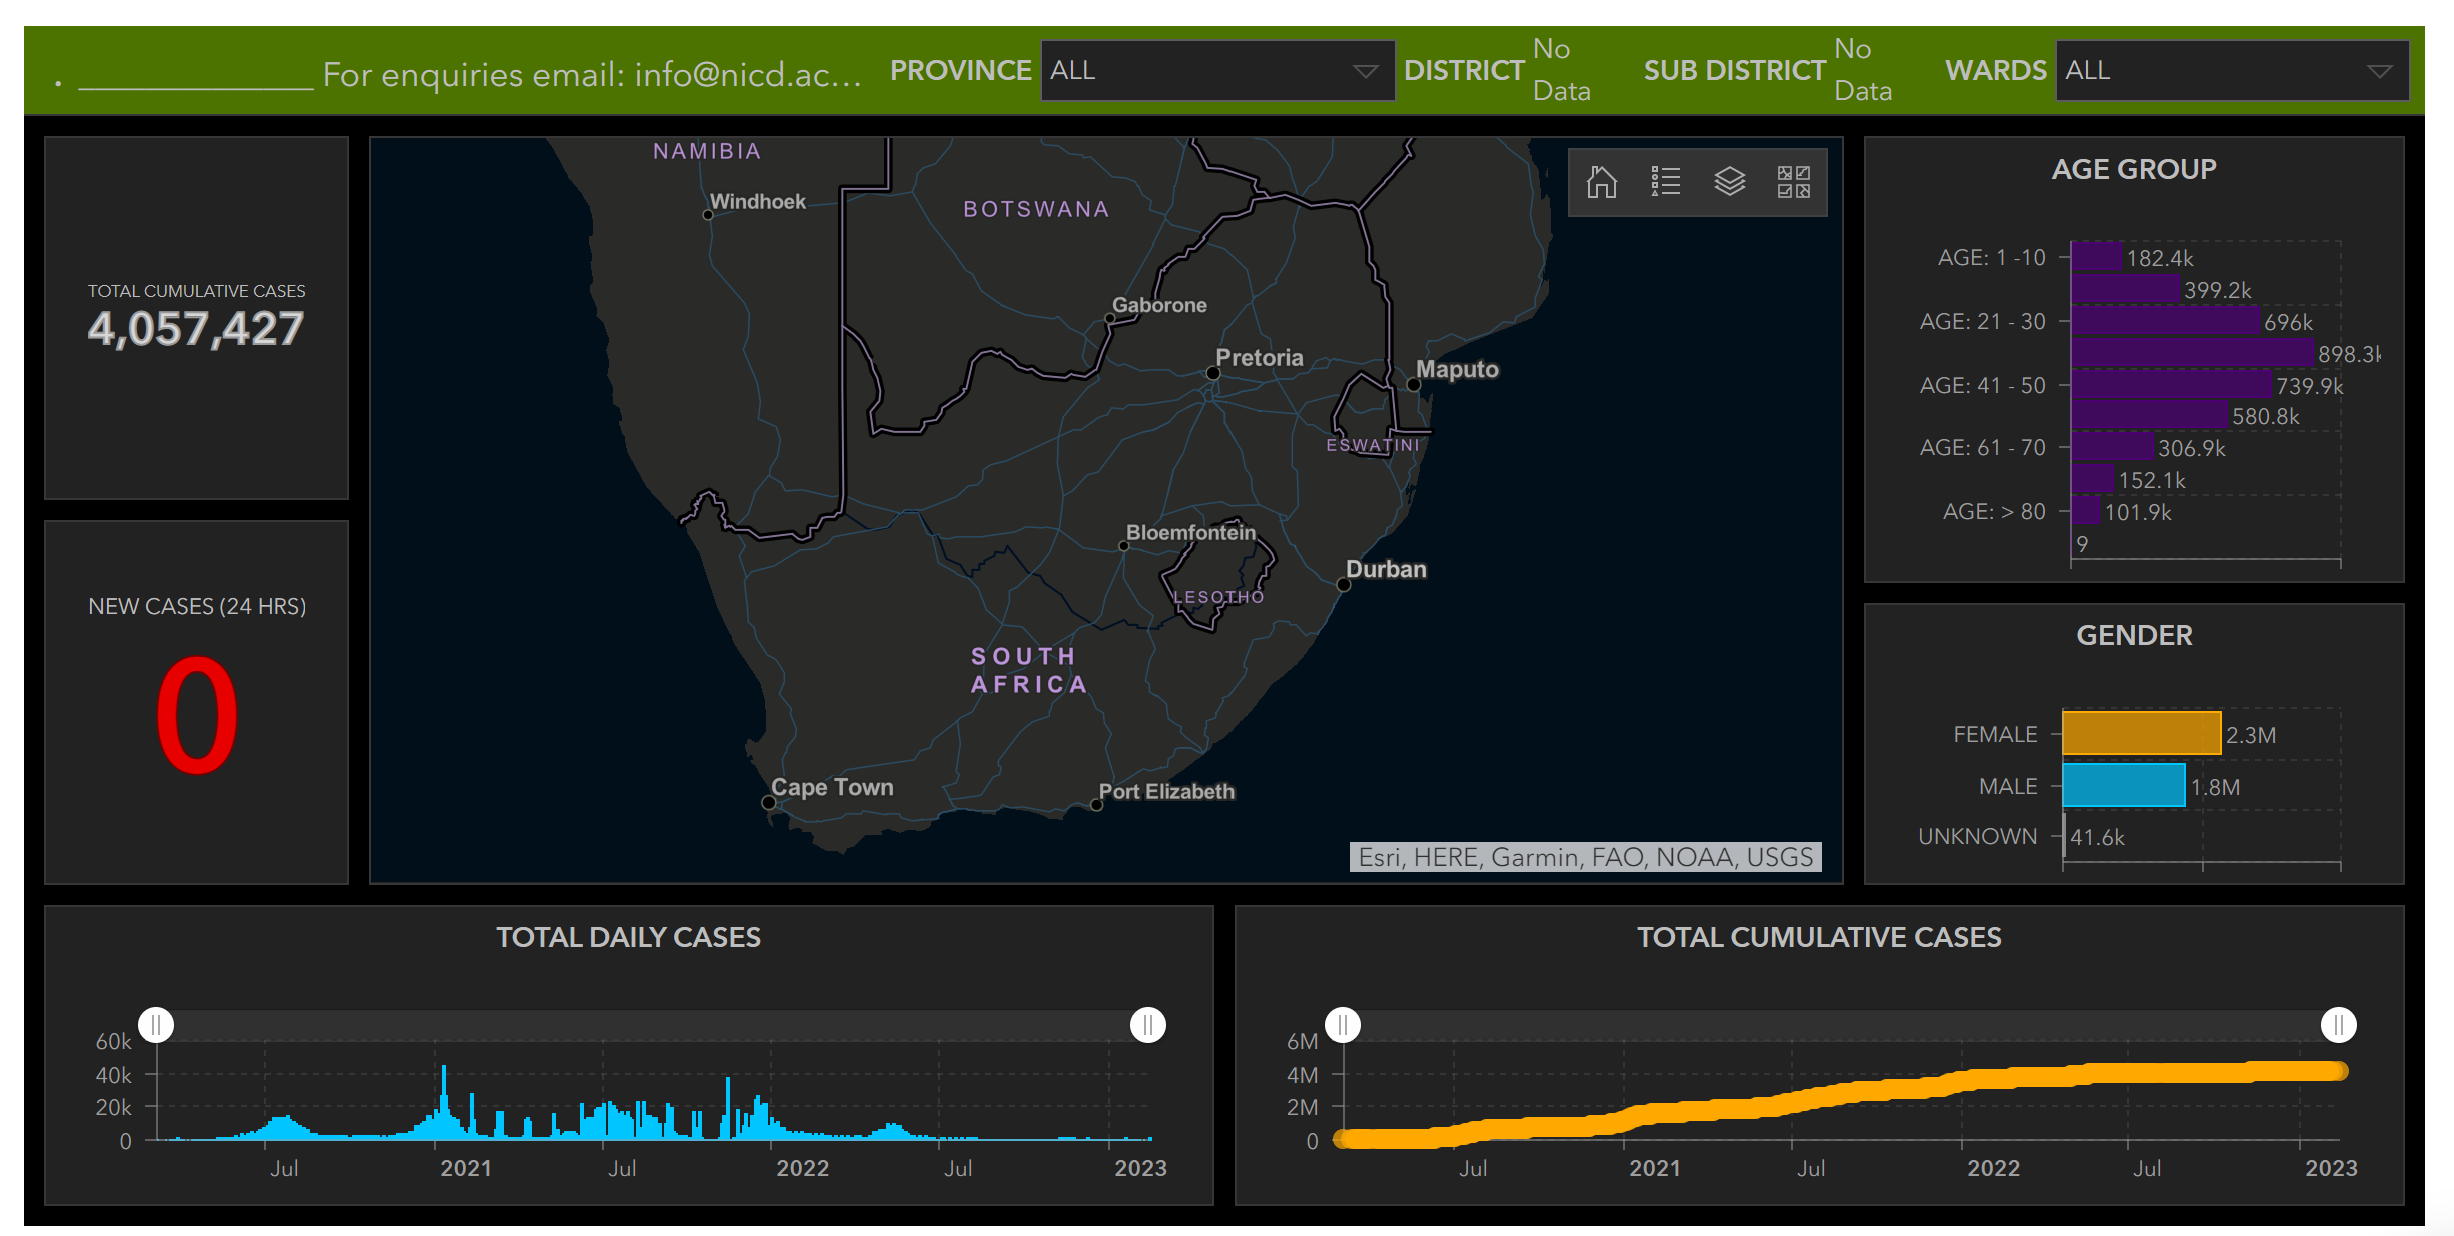 . ______________ For enquiries email: info@nicd.ac...
PROVINCE ALL
DISTRICT No Data
SUB DISTRICT No Data
WARDS ALL
TOTAL CUMULATIVE CASES
4,057,427
NEW CASES (24 HRS)
0
NAMIBIA
Windhoek
BOTSWANA
Gaborone
Pretoria
Maputo
ESWATINI
Bloemfontein
Durban
LESOTHO
SOUTH
AFRICA
Cape Town
Port Elizabeth
Esri, HERE, Garmin, FAO, NOAA, USGS
AGE GROUP
AGE: 1 -10 182.4k
399.2k
AGE: 21 - 30 696k
898.3k
AGE: 41 - 50 739.9k
580.8k
AGE: 61 - 70 306.9k
152.1k
AGE: > 80 101.9k
9
GENDER
FEMALE 2.3M
MALE 1.8M
UNKNOWN 41.6k
TOTAL DAILY CASES
60k
40k
20k
0
Jul 2021 Jul 2022 Jul 2023
TOTAL CUMULATIVE CASES
6M
4M
2M
0
Jul 2021 Jul 2022 Jul 2023